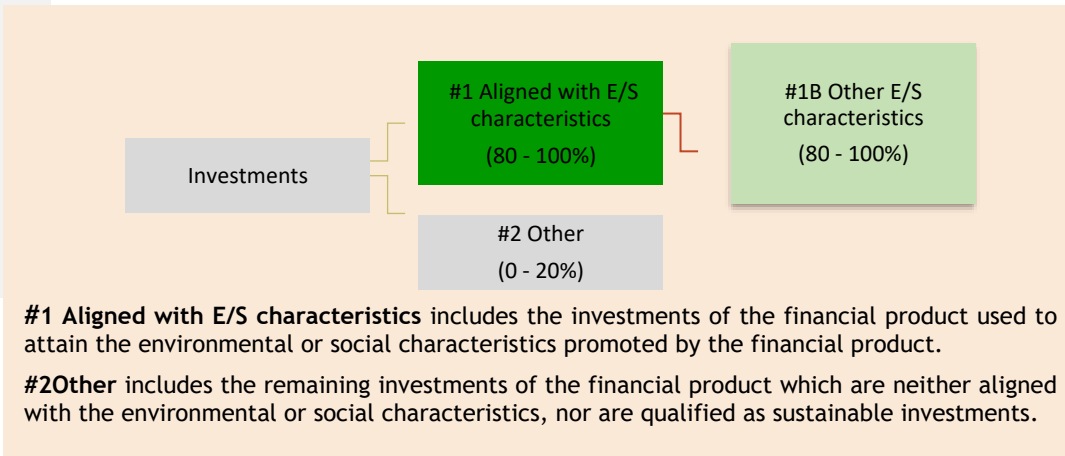 #1 Aligned with E/S
characteristics
(80 - 100%)
#1B Other E/S
characteristics
(80 - 100%)
Investments
#2 Other
(0 - 20%)
#1 Aligned with E/S characteristics includes the investments of the financial product used to
attain the environmental or social characteristics promoted by the financial product.
#2Other includes the remaining investments of the financial product which are neither aligned
with the environmental or social characteristics, nor are qualified as sustainable investments.